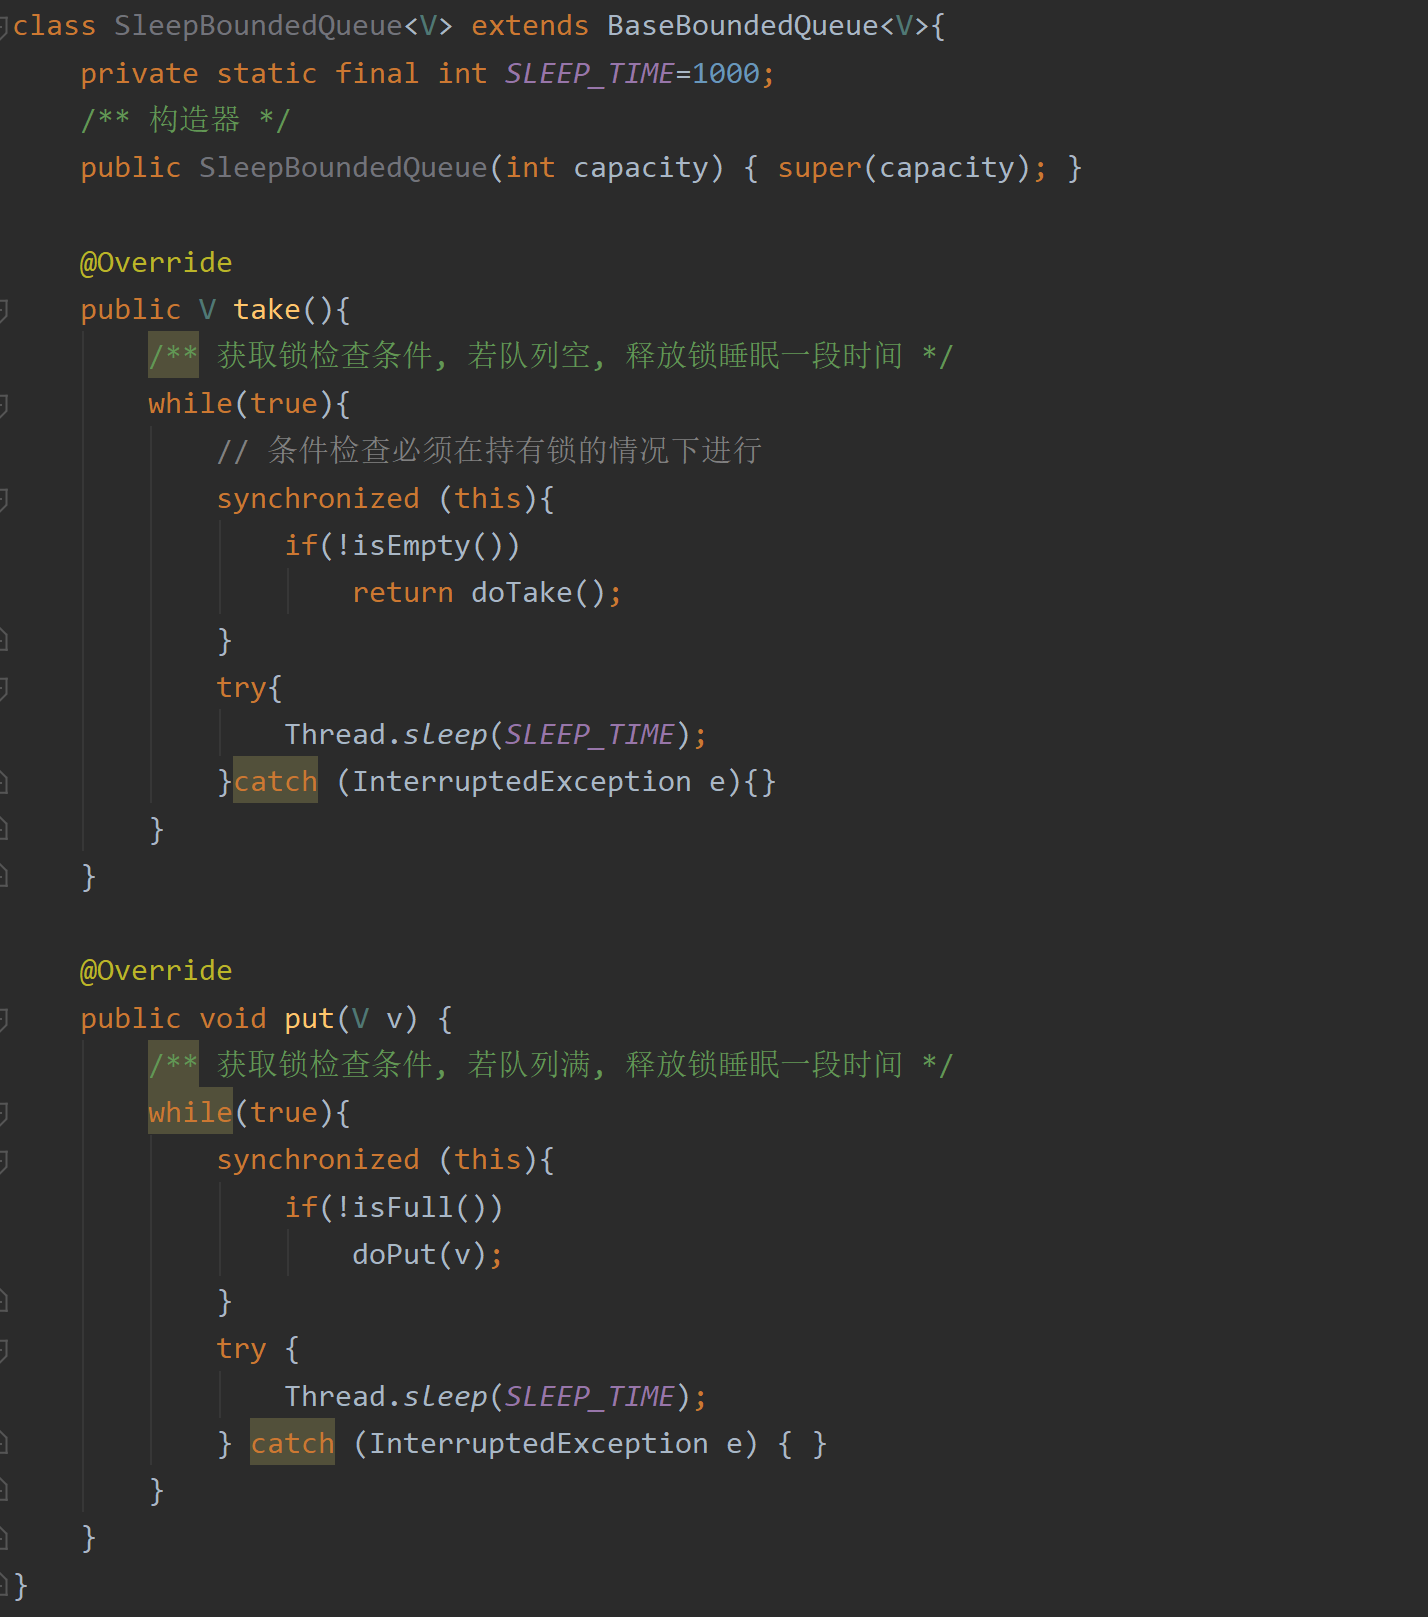 class SleepBoundedQueue<V> extends BaseBoundedQueue<V>{
    private static final int SLEEP_TIME=1000;
    /** 构造器 */
    public SleepBoundedQueue(int capacity) { super(capacity); }

    @Override
    public V take(){
        /** 获取锁检查条件, 若队列空, 释放锁睡眠一段时间 */
        while(true){
            // 条件检查必须在持有锁的情况下进行
            synchronized (this){
                if(!isEmpty())
                    return doTake();
            }
            try{
                Thread.sleep(SLEEP_TIME);
            }catch (InterruptedException e){}
        }
    }

    @Override
    public void put(V v) {
        /** 获取锁检查条件, 若队列满, 释放锁睡眠一段时间 */
        while(true){
            synchronized (this){
                if(!isFull())
                    doPut(v);
            }
            try {
                Thread.sleep(SLEEP_TIME);
            } catch (InterruptedException e) { }
        }
    }
}